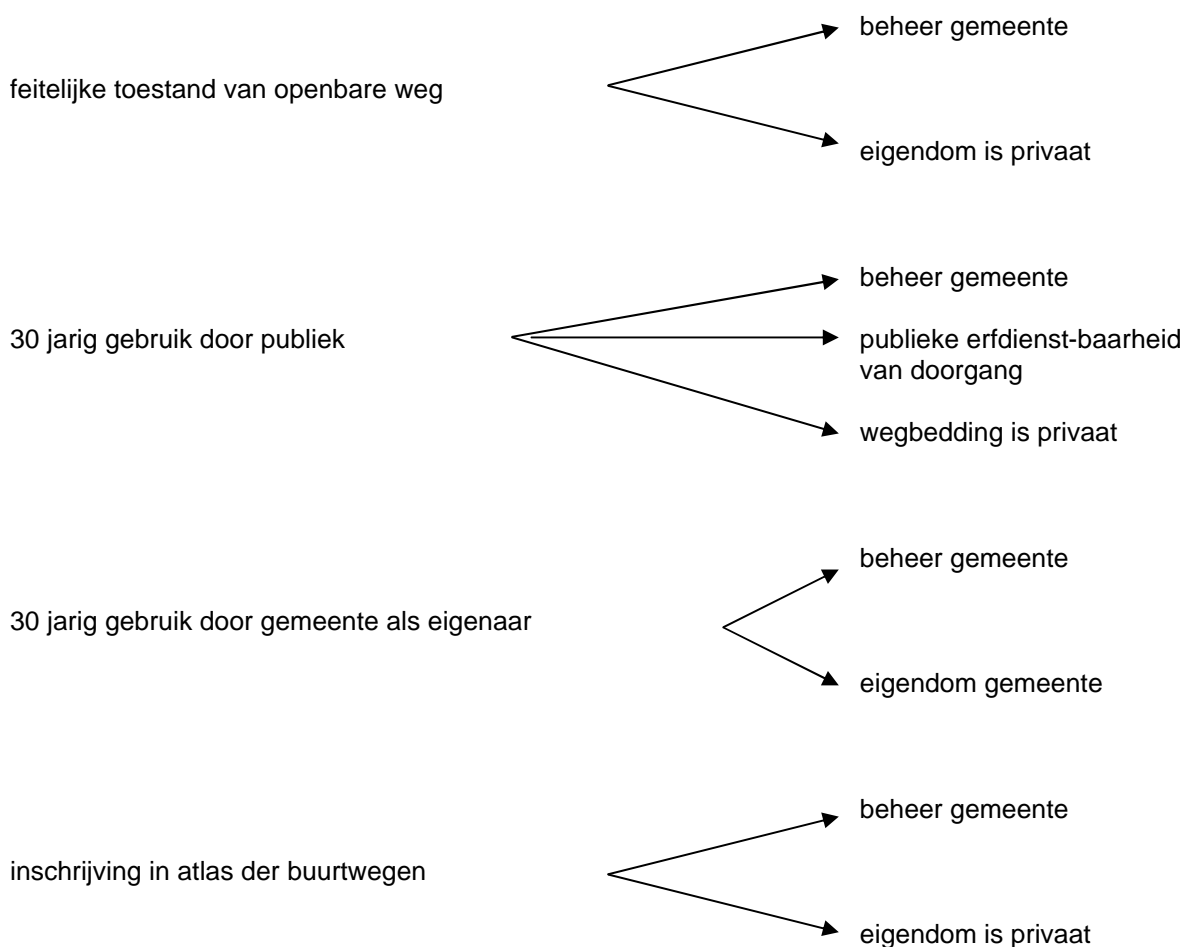 beheer gemeente
feitelijke toestand van openbare weg
eigendom is privaat
beheer gemeente
30 jarig gebruik door publiek
publieke erfdienst-baarheid
van doorgang
wegbedding is privaat
beheer gemeente
30 jarig gebruik door gemeente als eigenaar
eigendom gemeente
beheer gemeente
inschrijving in atlas der buurtwegen
eigendom is privaat